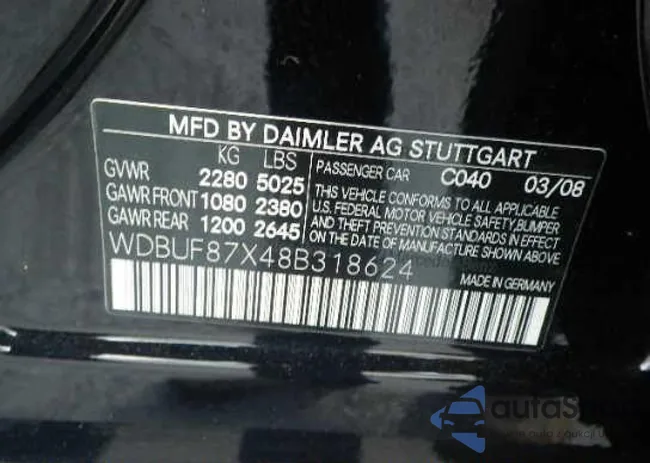 MFD BY DAIMLER AG STUTTGART
KG LBS
GVWR 2280 5025
GAWR FRONT 1080 2380
GAWR REAR 1200 2645
PASSENGER CAR C040 03/08
THIS VEHICLE CONFORMS TO ALL APPLICABLE
U.S. FEDERAL MOTOR VEHICLE SAFETY, BUMPER
AND THEFT PREVENTION STANDARDS IN EFFECT
ON THE DATE OF MANUFACTURE SHOWN ABOVE
WDBUF87X48B318624
MADE IN GERMANY